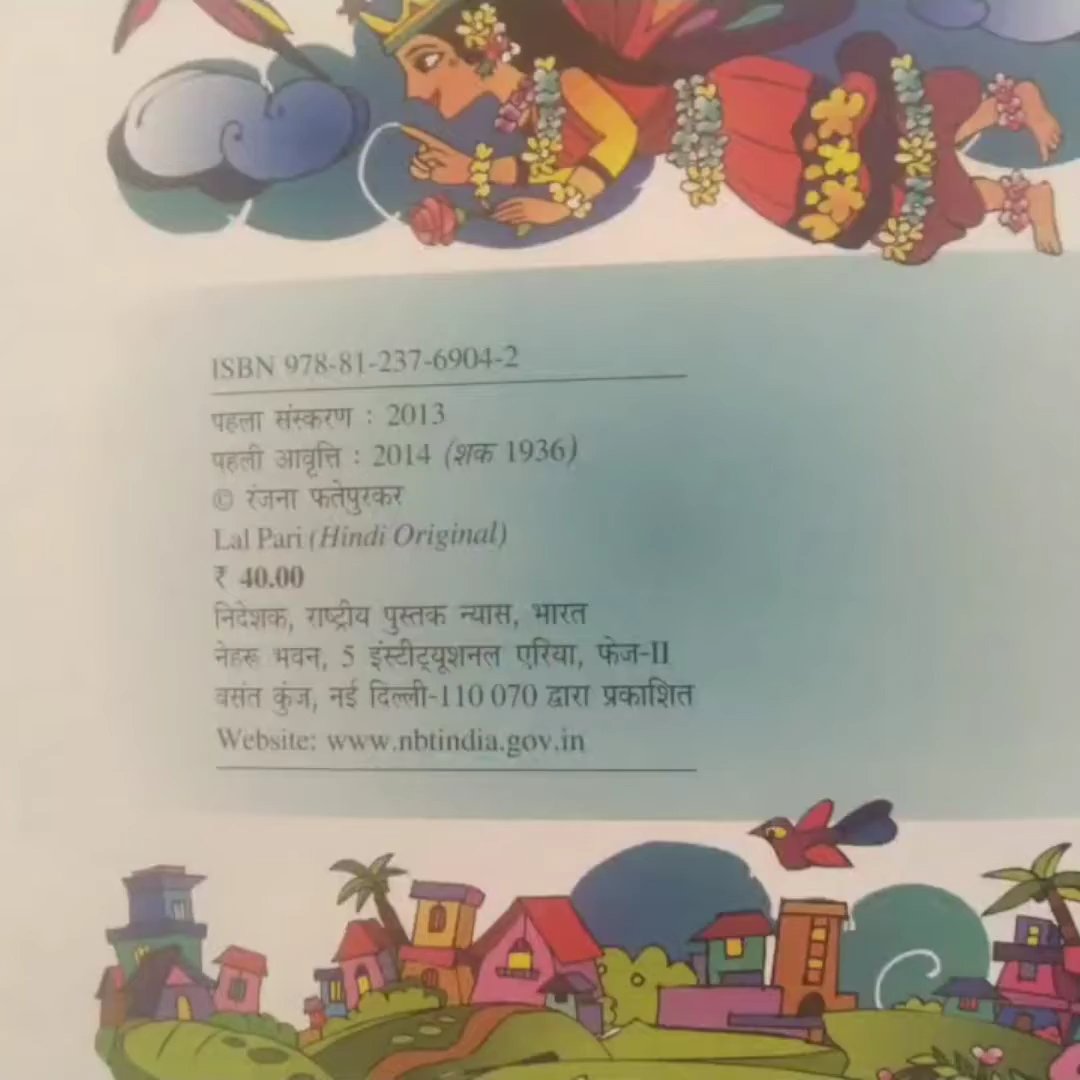 ISBN 978-81-237-6904-2
पहला संस्करण : 2013
पहली आवृत्ति : 2014 (शक 1936)
© रंजना फतेपुरकर
Lal Pari (Hindi Original)
₹ 40.00
निदेशक, राष्ट्रीय पुस्तक न्यास, भारत
नेहरू भवन, 5 इंस्टीट्यूशनल एरिया, फेज-II
वसंत कुंज, नई दिल्ली-110 070 द्वारा प्रकाशित
Website: www.nbtindia.gov.in